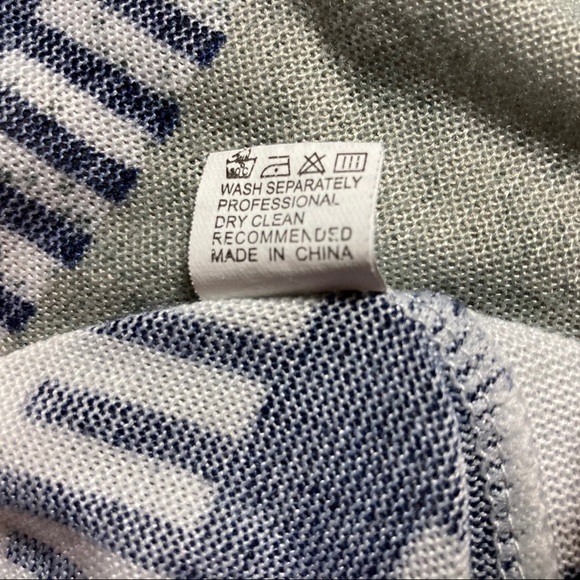 WASH SEPARATELY
PROFESSIONAL
DRY CLEAN
RECOMMENDED
MADE IN CHINA